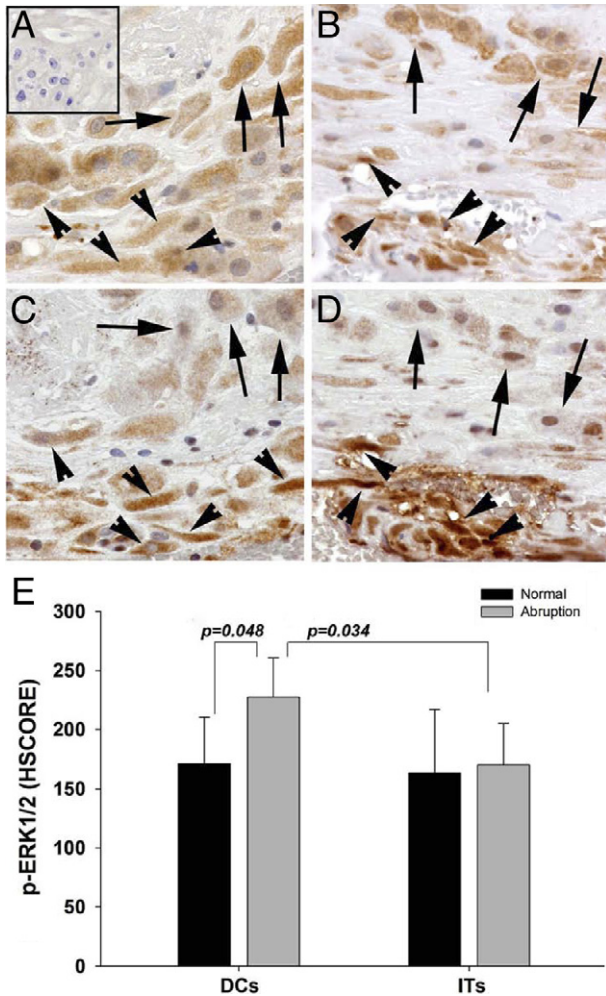 A
B
C
D
E
Normal
Abruption
p=0.048
p=0.034
p-ERK1/2 (HSCORE)
300
250
200
150
100
50
0
DCs
ITs